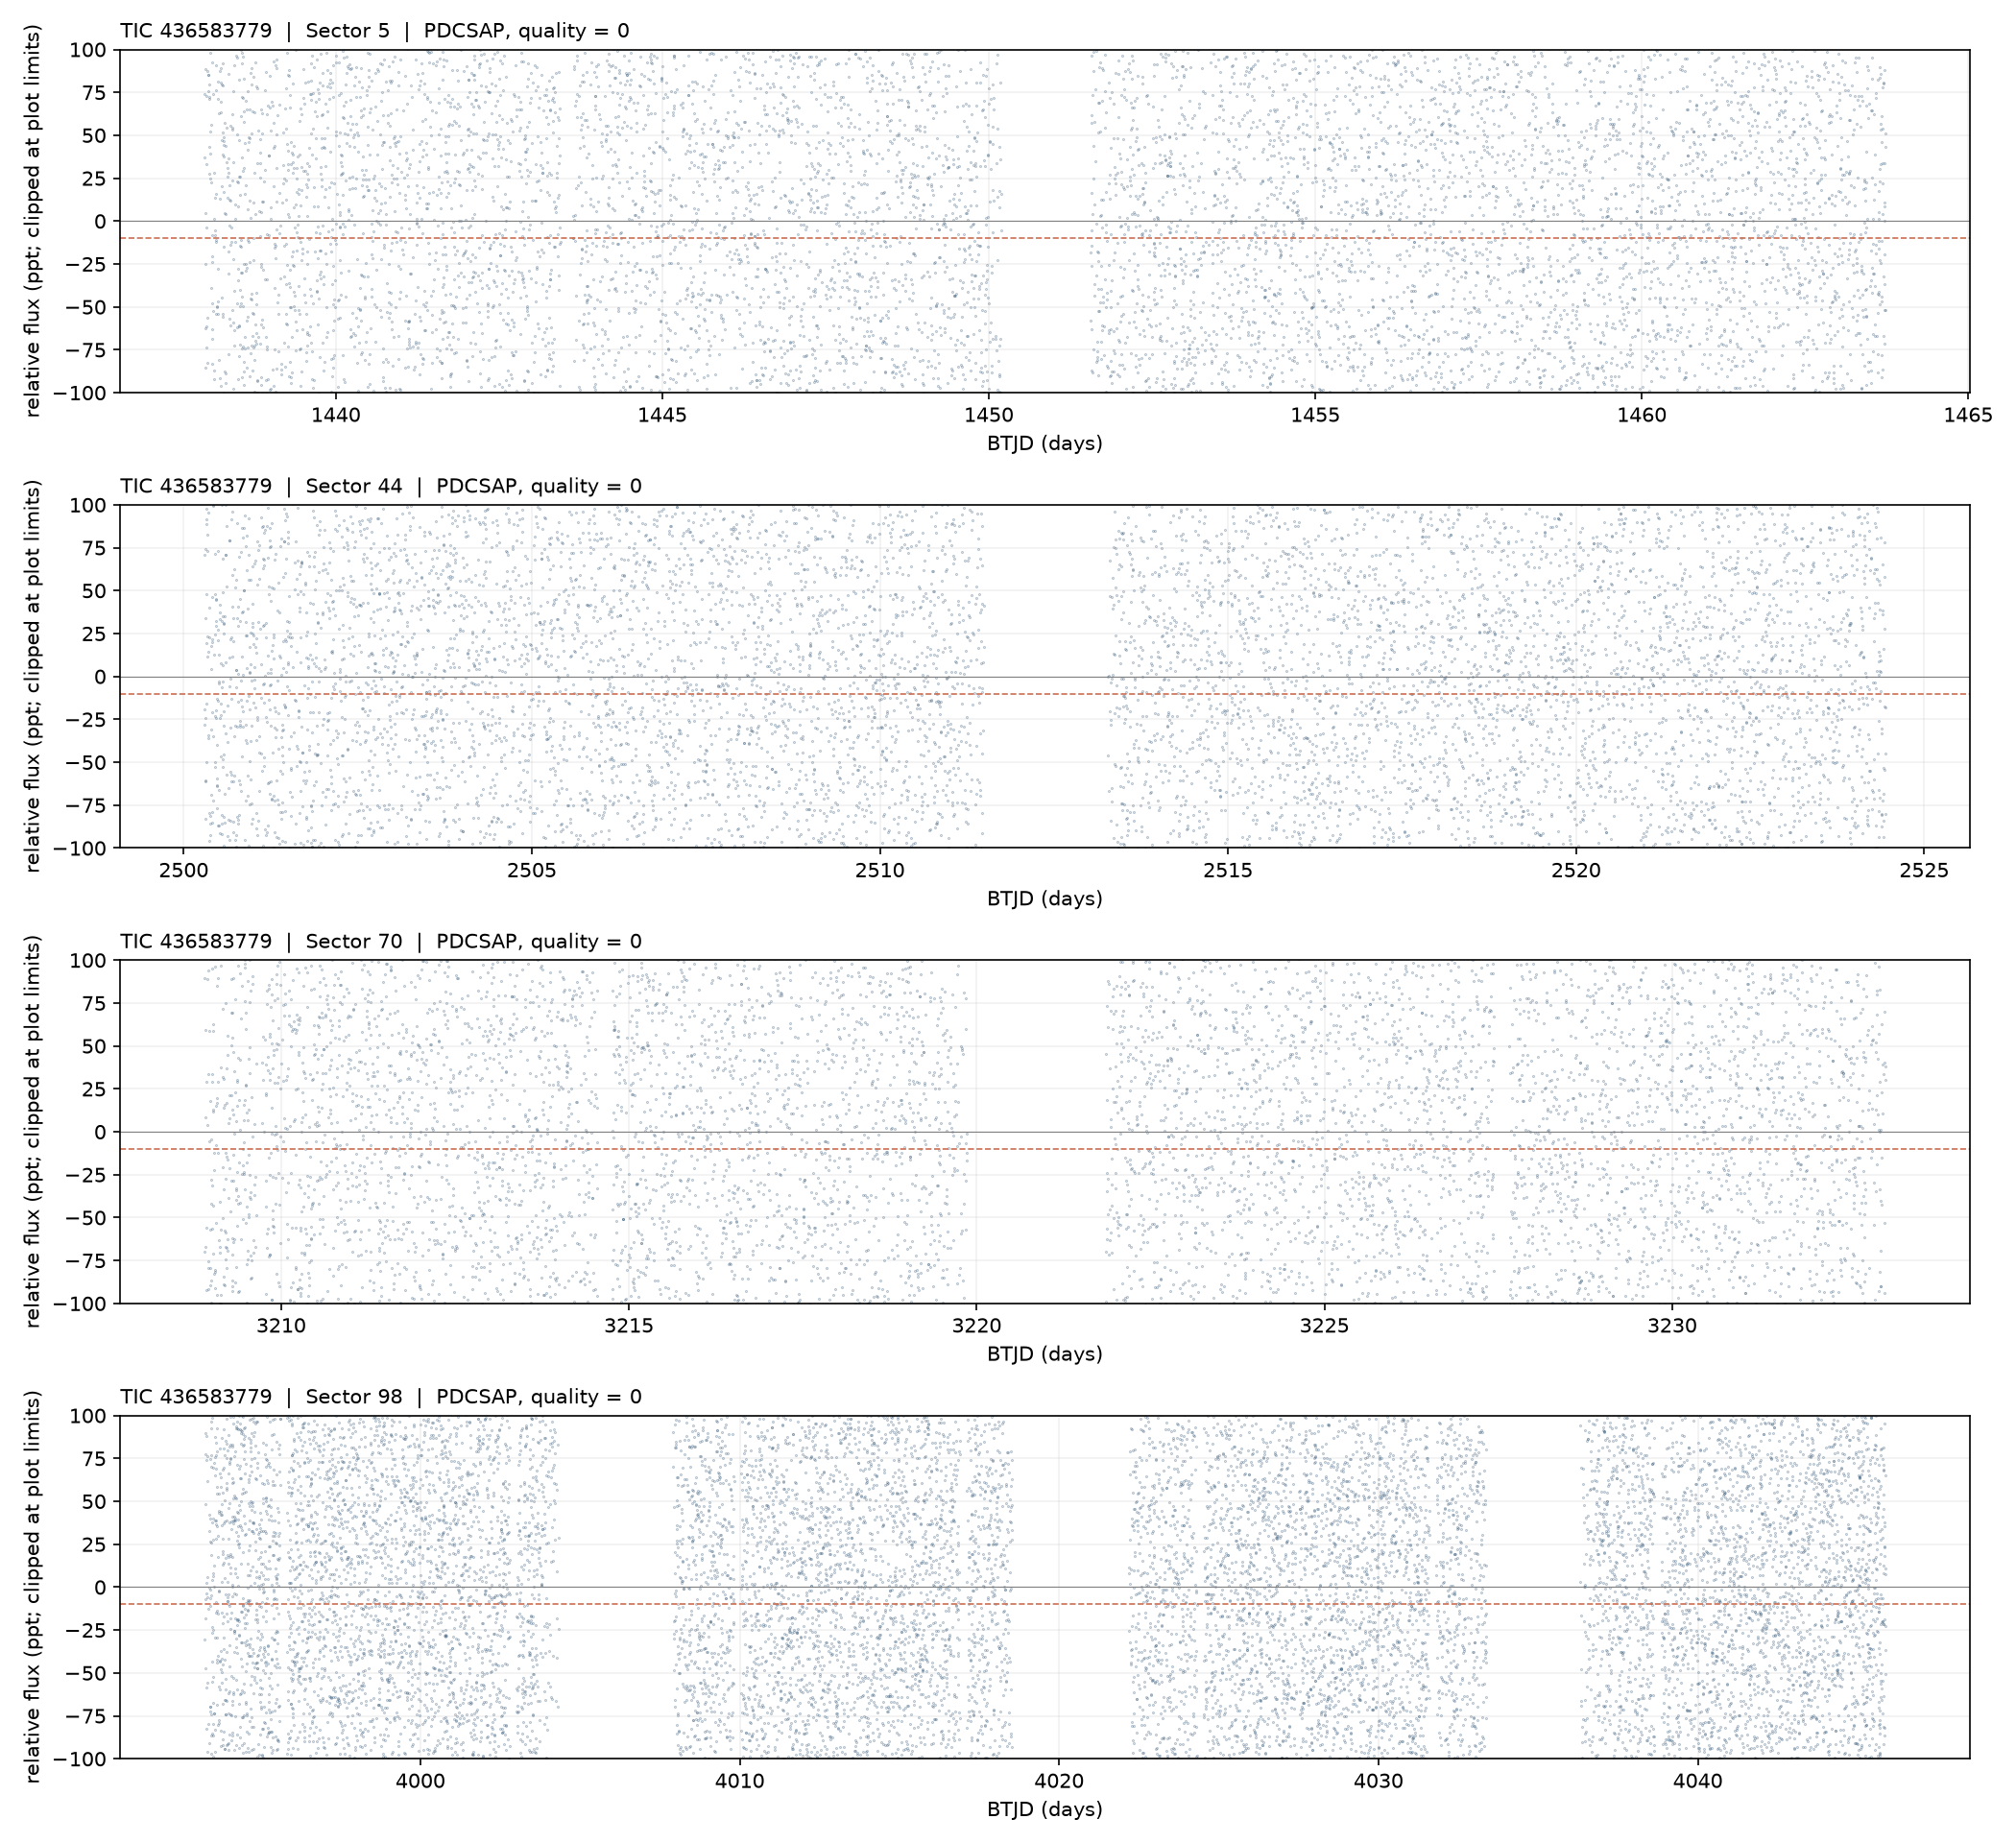 TIC 436583779 | Sector 5 | PDCSAP, quality = 0
relative flux (ppt; clipped at plot limits)
100
75
50
25
0
−25
−50
−75
−100
1440 1445 1450 1455 1460 1465
BTJD (days)
TIC 436583779 | Sector 44 | PDCSAP, quality = 0
relative flux (ppt; clipped at plot limits)
100
75
50
25
0
−25
−50
−75
−100
2500 2505 2510 2515 2520 2525
BTJD (days)
TIC 436583779 | Sector 70 | PDCSAP, quality = 0
relative flux (ppt; clipped at plot limits)
100
75
50
25
0
−25
−50
−75
−100
3210 3215 3220 3225 3230
BTJD (days)
TIC 436583779 | Sector 98 | PDCSAP, quality = 0
relative flux (ppt; clipped at plot limits)
100
75
50
25
0
−25
−50
−75
−100
4000 4010 4020 4030 4040
BTJD (days)